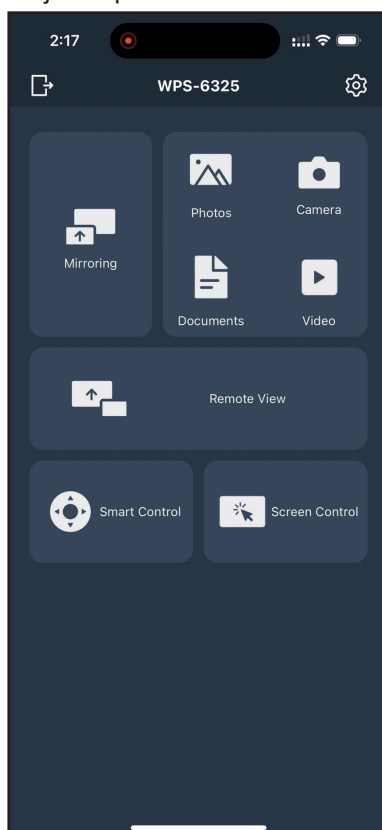 2:17
WPS-6325
Mirroring
Photos
Camera
Documents
Video
Remote View
Smart Control
Screen Control